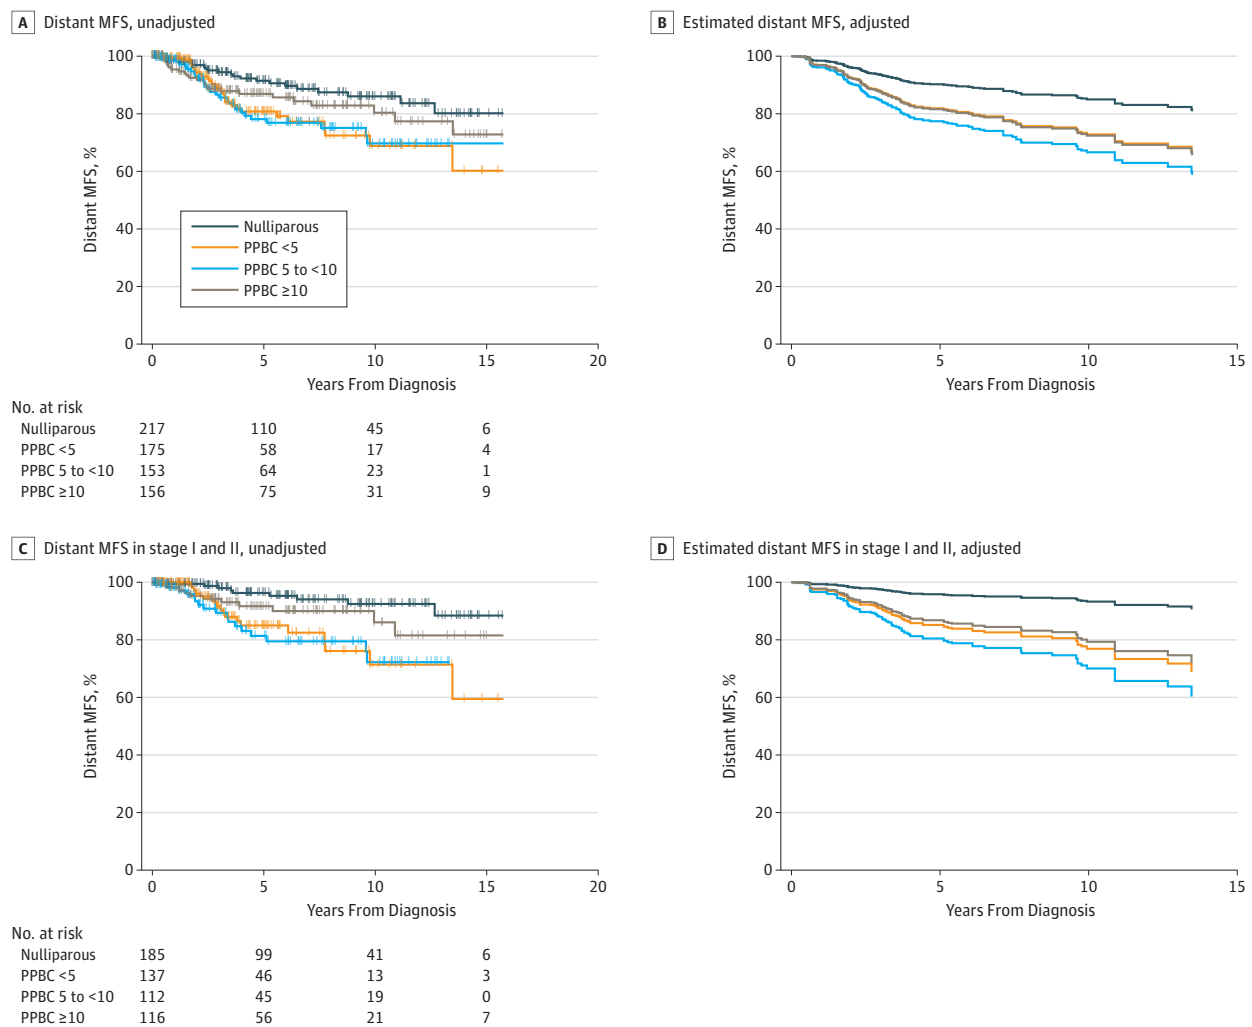 A Distant MFS, unadjusted
100
80
60
40
20
0
Distant MFS, %
Nulliparous
PPBC <5
PPBC 5 to <10
PPBC ≥10
0 5 10 15 20
Years From Diagnosis
No. at risk
Nulliparous 217 110 45 6
PPBC <5 175 58 17 4
PPBC 5 to <10 153 64 23 1
PPBC ≥10 156 75 31 9
B Estimated distant MFS, adjusted
100
80
60
40
20
0
Distant MFS, %
0 5 10 15
Years From Diagnosis
C Distant MFS in stage I and II, unadjusted
100
80
60
40
20
0
Distant MFS, %
0 5 10 15 20
Years From Diagnosis
No. at risk
Nulliparous 185 99 41 6
PPBC <5 137 46 13 3
PPBC 5 to <10 112 45 19 0
PPBC ≥10 116 56 21 7
D Estimated distant MFS in stage I and II, adjusted
100
80
60
40
20
0
Distant MFS, %
0 5 10 15
Years From Diagnosis